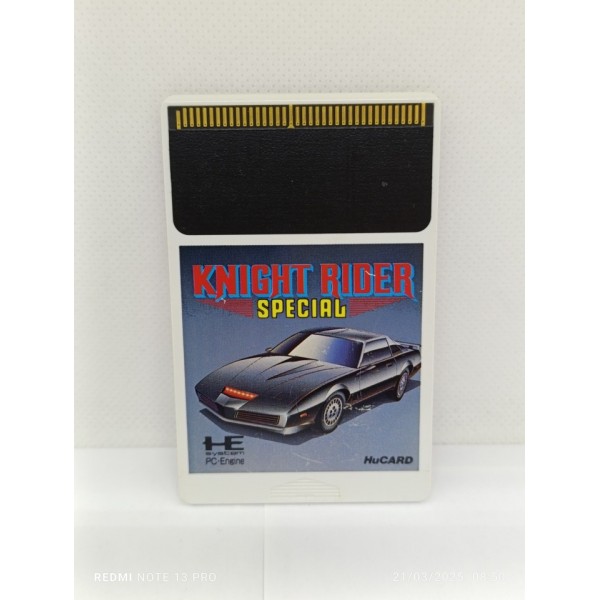 KNIGHT RIDER
SPECIAL
HE
system
PC-Engine
HuCARD
REDMI NOTE 13 PRO